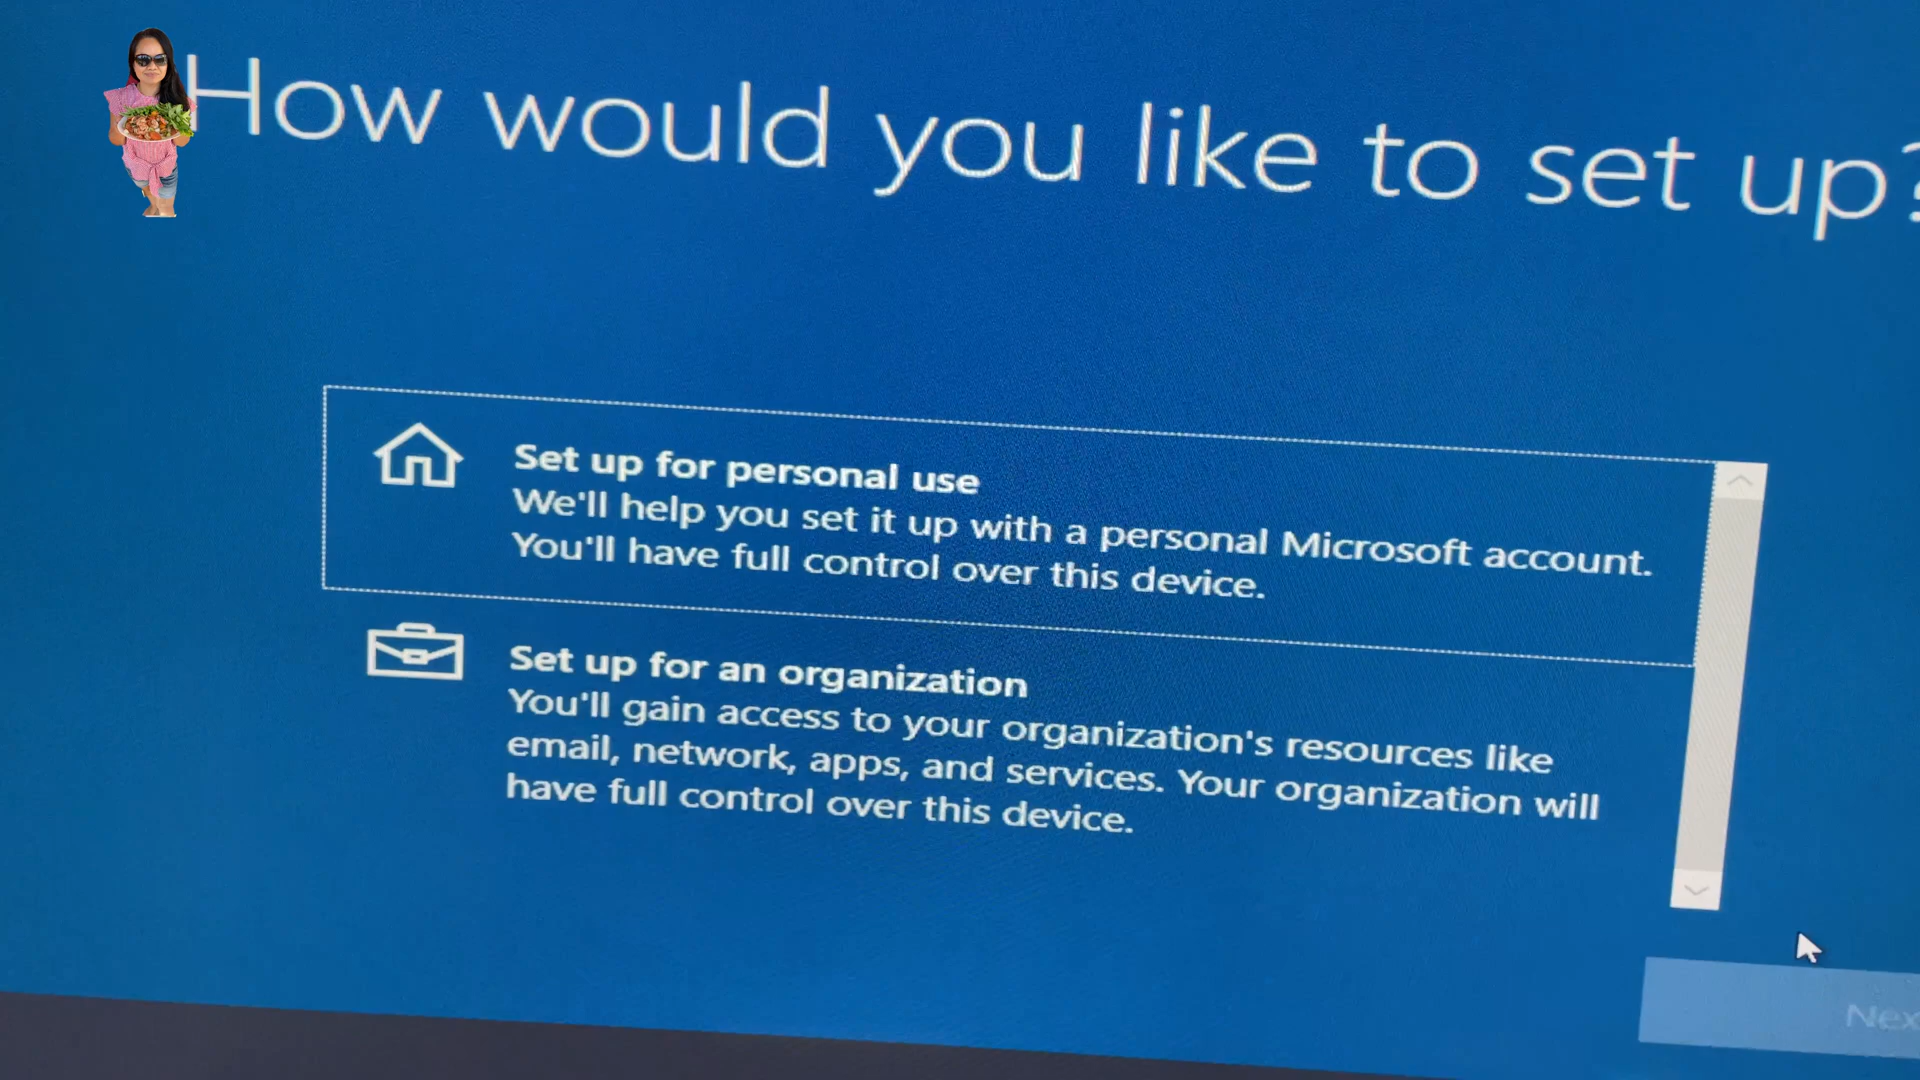 How would you like to set up?
Set up for personal use
We'll help you set it up with a personal Microsoft account.
You'll have full control over this device.
Set up for an organization
You'll gain access to your organization's resources like
email, network, apps, and services. Your organization will
have full control over this device.